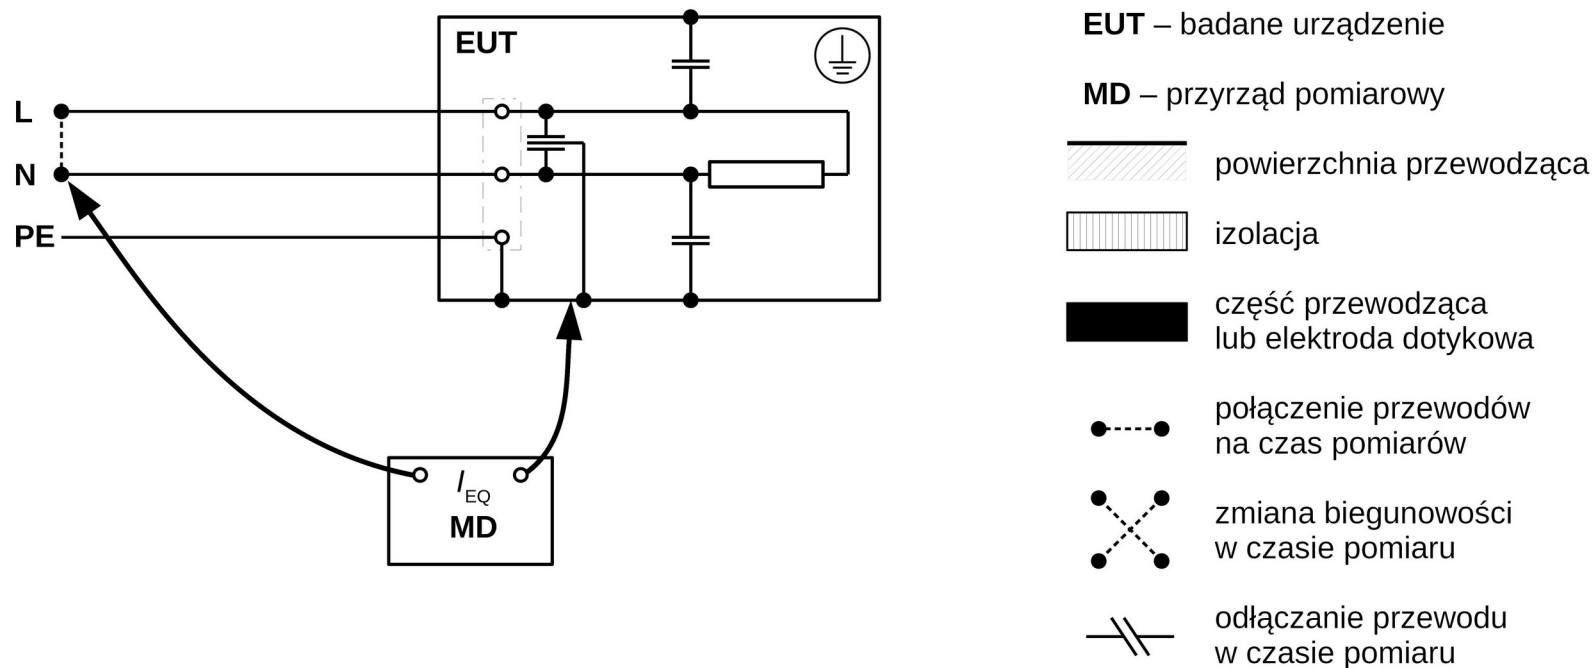 EUT
L
N
PE
IEQ
MD
EUT – badane urządzenie
MD – przyrząd pomiarowy
powierzchnia przewodząca
izolacja
część przewodząca
lub elektroda dotykowa
połączenie przewodów
na czas pomiarów
zmiana biegunowości
w czasie pomiaru
odłączanie przewodu
w czasie pomiaru